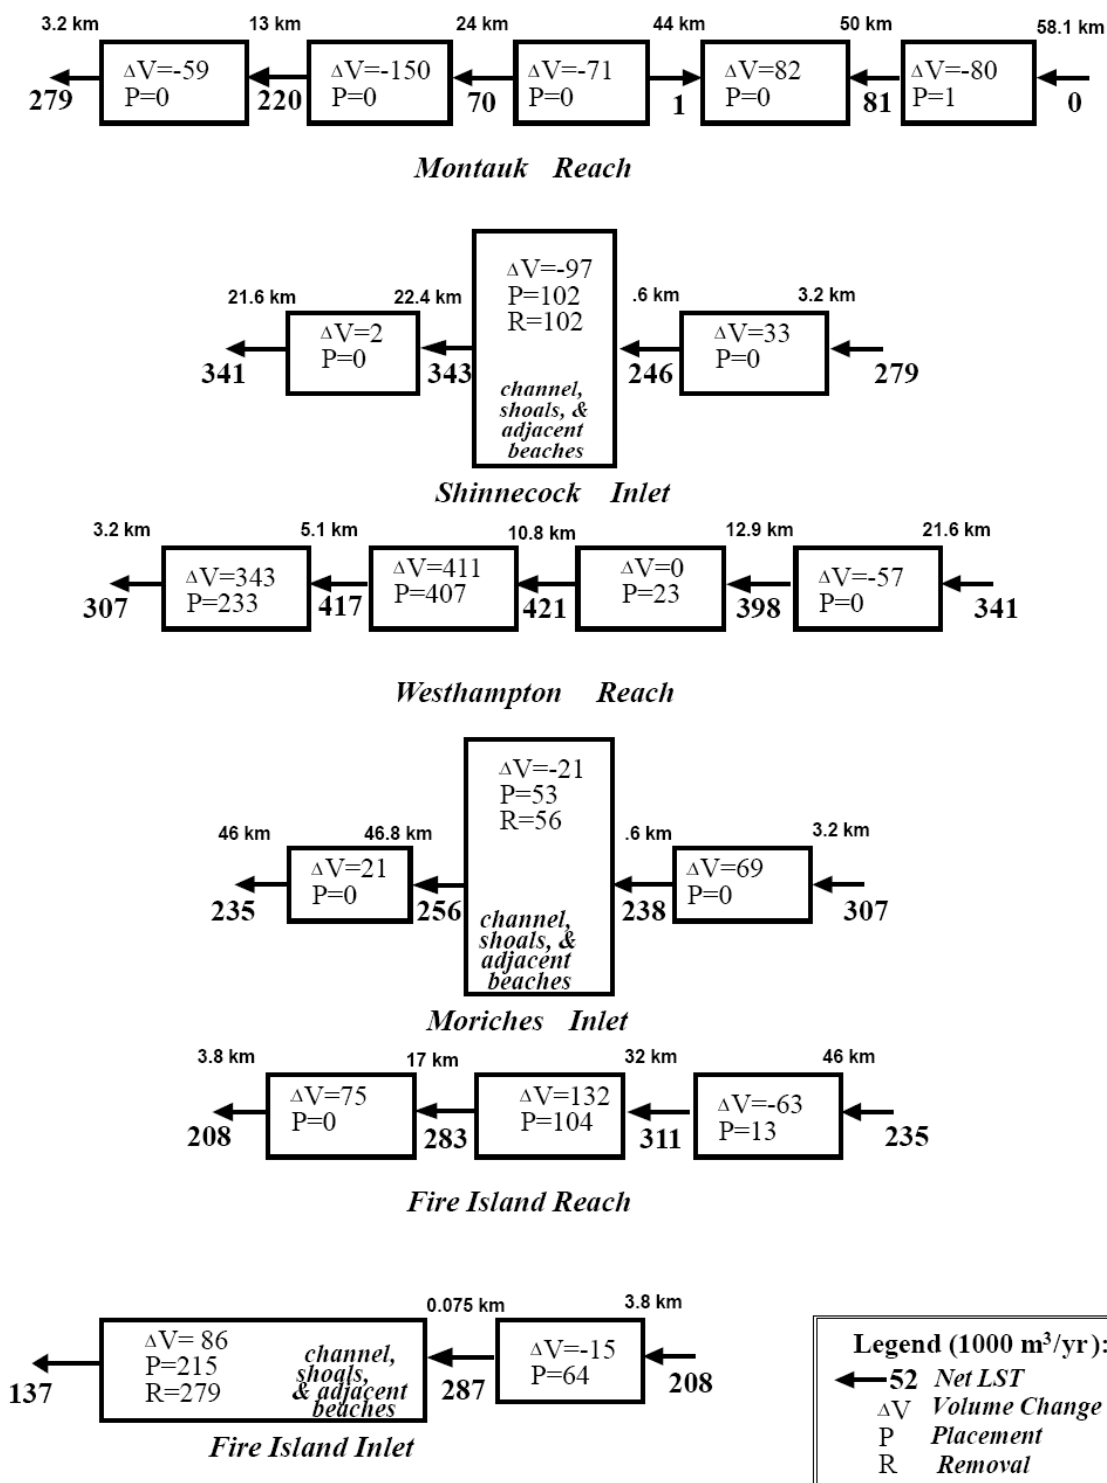 3.2 km 13 km 24 km 44 km 50 km 58.1 km
ΔV=-59 ΔV=-150 ΔV=-71 ΔV=82 ΔV=-80
P=0 P=0 P=0 P=0 P=1
279 220 70 1 81 0
Montauk Reach
ΔV=-97
P=102
R=102
21.6 km 22.4 km .6 km 3.2 km
ΔV=2 ΔV=33
P=0 P=0
341 343 246 279
channel,
shoals, &
adjacent
beaches
Shinnecock Inlet
3.2 km 5.1 km 10.8 km 12.9 km 21.6 km
ΔV=343 ΔV=411 ΔV=0 ΔV=-57
P=233 P=407 P=23 P=0
307 417 421 398 341
Westhampton Reach
ΔV=-21
P=53
R=56
46 km 46.8 km .6 km 3.2 km
ΔV=21 ΔV=69
P=0 P=0
235 256 238 307
channel,
shoals, &
adjacent
beaches
Moriches Inlet
3.8 km 17 km 32 km 46 km
ΔV=75 ΔV=132 ΔV=-63
P=0 P=104 P=13
208 283 311 235
Fire Island Reach
0.075 km 3.8 km
ΔV= 86 ΔV=-15
P=215 P=64
R=279
channel,
shoals,
& adjacent
beaches
137 287 208
Fire Island Inlet
Legend (1000 m³/yr):
52 Net LST
ΔV Volume Change
P Placement
R Removal